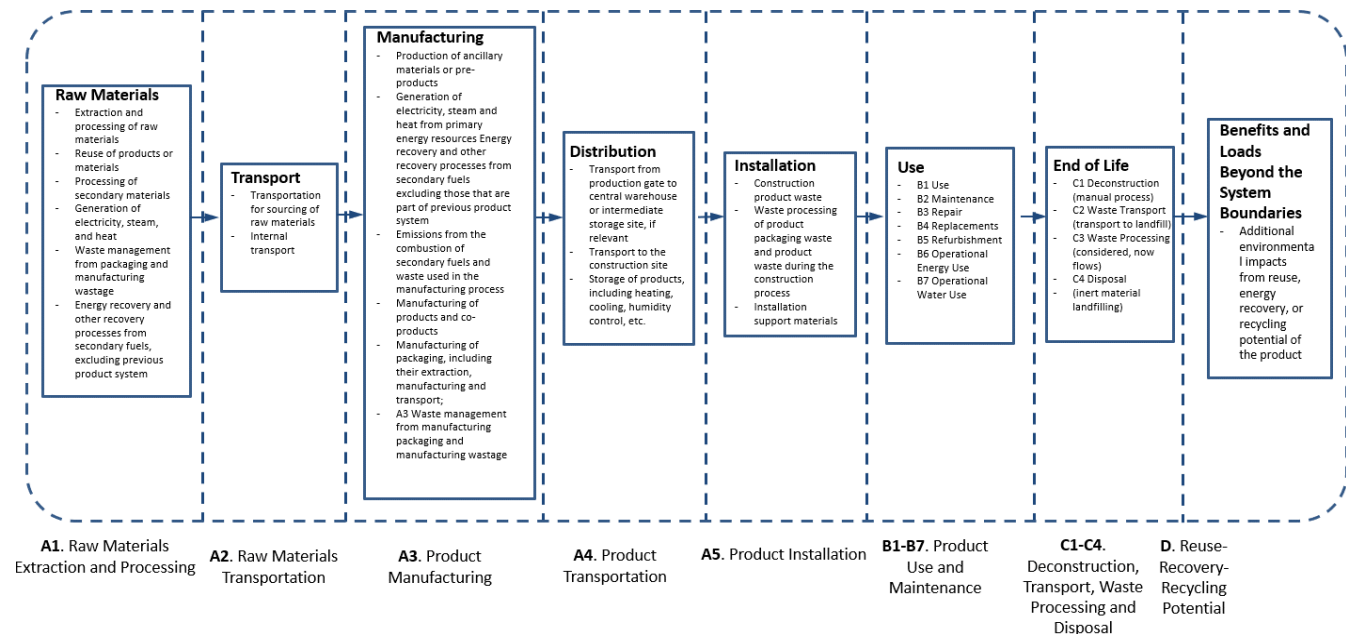 Raw Materials
- Extraction and
processing of raw
materials
- Reuse of products or
materials
- Processing of
secondary materials
- Generation of
electricity, steam,
and heat
- Waste management
from packaging and
manufacturing
wastage
- Energy recovery and
other recovery
processes from
secondary fuels,
excluding previous
product system
Transport
- Transportation
for sourcing of
raw materials
- Internal
transport
Manufacturing
- Production of ancillary
materials or pre-
products
- Generation of
electricity, steam and
heat from primary
energy resources Energy
recovery and other
recovery processes from
secondary fuels
excluding those that are
part of previous product
system
- Emissions from the
combustion of
secondary fuels and
waste used in the
manufacturing process
- Manufacturing of
products and co-
products
- Manufacturing of
packaging, including
their extraction,
manufacturing and
transport;
- A3 Waste management
from manufacturing
packaging and
manufacturing wastage
Distribution
- Transport from
production gate to
central warehouse
or intermediate
storage site, if
relevant
- Transport to the
construction site
- Storage of products,
including heating,
cooling, humidity
control, etc.
Installation
- Construction
product waste
- Waste processing
of product
packaging waste
and product
waste during the
construction
process
- Installation
support materials
Use
- B1 Use
- B2 Maintenance
- B3 Repair
- B4 Replacements
- B5 Refurbishment
- B6 Operational
Energy Use
- B7 Operational
Water Use
End of Life
- C1 Deconstruction
(manual process)
- C2 Waste Transport
(transport to landfill)
- C3 Waste Processing
(considered, now
flows)
- C4 Disposal
- (inert material
landfilling)
Benefits and
Loads
Beyond the
System
Boundaries
- Additional
environmenta
l impacts
from reuse,
energy
recovery, or
recycling
potential of
the product
A1. Raw Materials
Extraction and Processing
A2. Raw Materials
Transportation
A3. Product
Manufacturing
A4. Product
Transportation
A5. Product Installation
B1-B7. Product
Use and
Maintenance
C1-C4.
Deconstruction,
Transport, Waste
Processing and
Disposal
D. Reuse-
Recovery-
Recycling
Potential